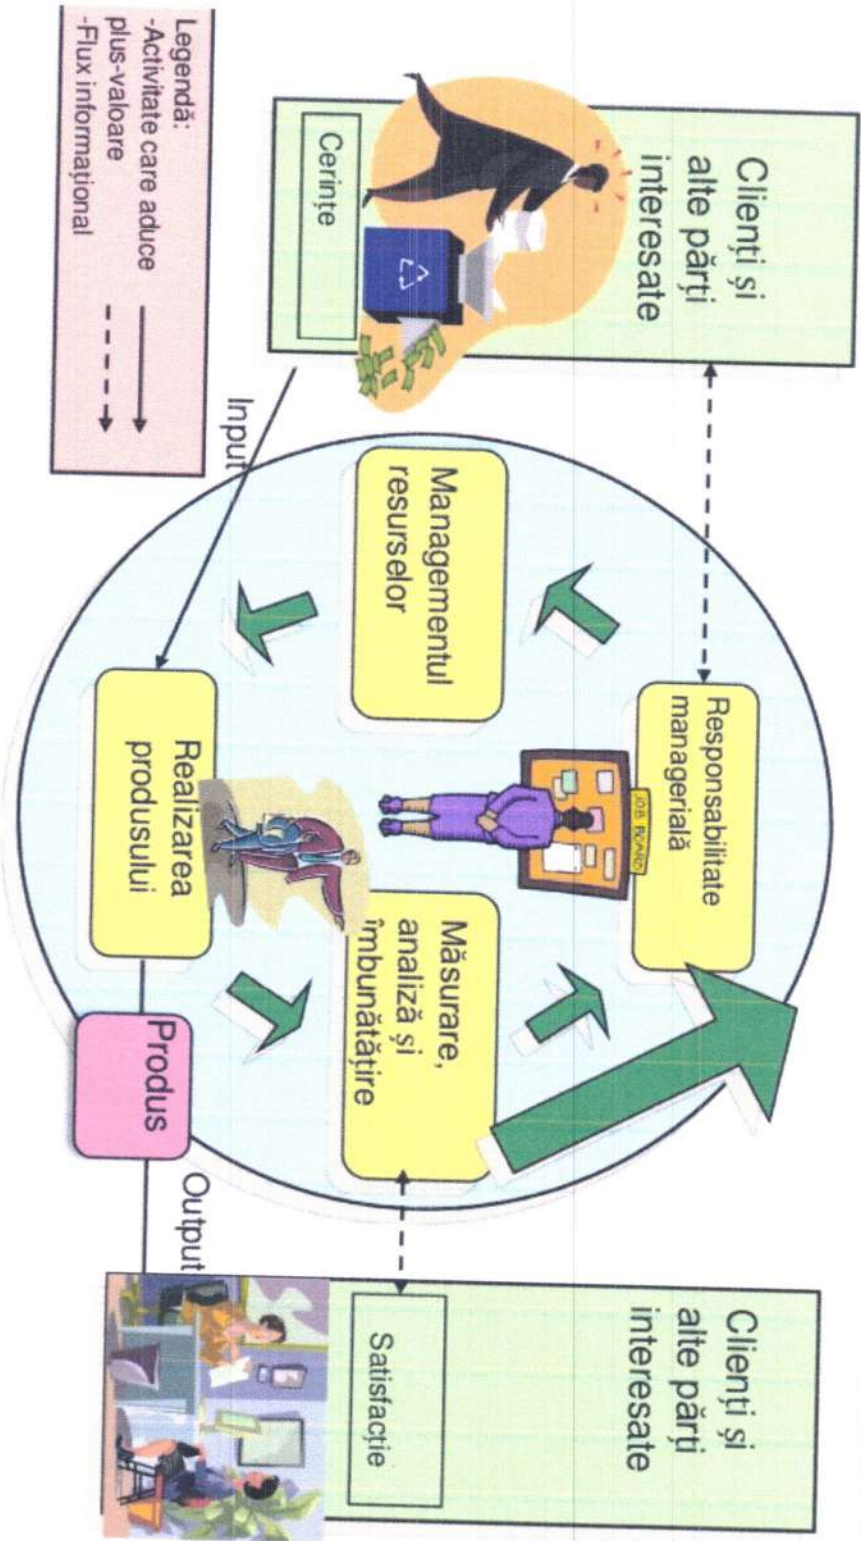 Clienți și
alte părți
interesate
Cerințe
Responsabilitate
managerială
JOB BOARD
Managementul
resurselor
Măsurare,
analiză și
îmbunătățire
Realizarea
produsului
Input
Produs
Output
Clienți și
alte părți
interesate
Satisfacție
Legendă:
-Activitate care aduce
plus-valoare
-Flux informațional